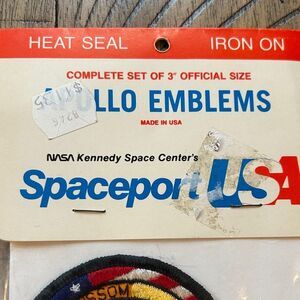 HEAT SEAL IRON ON
COMPLETE SET OF 3" OFFICIAL SIZE
APOLLO EMBLEMS
MADE IN USA
NASA Kennedy Space Center's
Spaceport USA